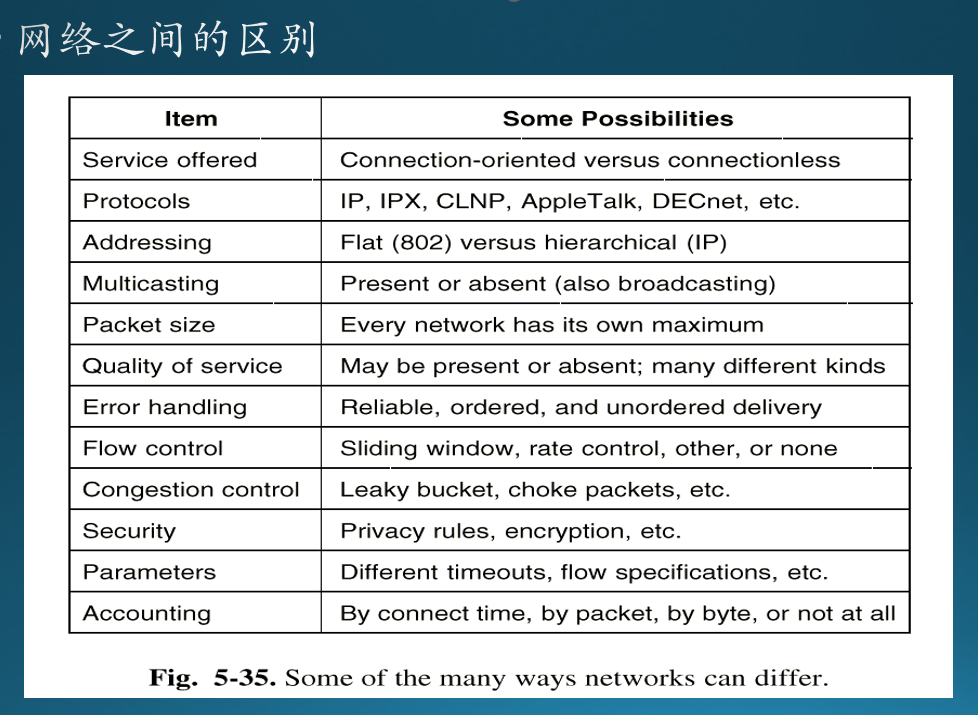 网络之间的区别
Item Some Possibilities
Service offered Connection-oriented versus connectionless
Protocols IP, IPX, CLNP, AppleTalk, DECnet, etc.
Addressing Flat (802) versus hierarchical (IP)
Multicasting Present or absent (also broadcasting)
Packet size Every network has its own maximum
Quality of service May be present or absent; many different kinds
Error handling Reliable, ordered, and unordered delivery
Flow control Sliding window, rate control, other, or none
Congestion control Leaky bucket, choke packets, etc.
Security Privacy rules, encryption, etc.
Parameters Different timeouts, flow specifications, etc.
Accounting By connect time, by packet, by byte, or not at all
Fig. 5-35. Some of the many ways networks can differ.